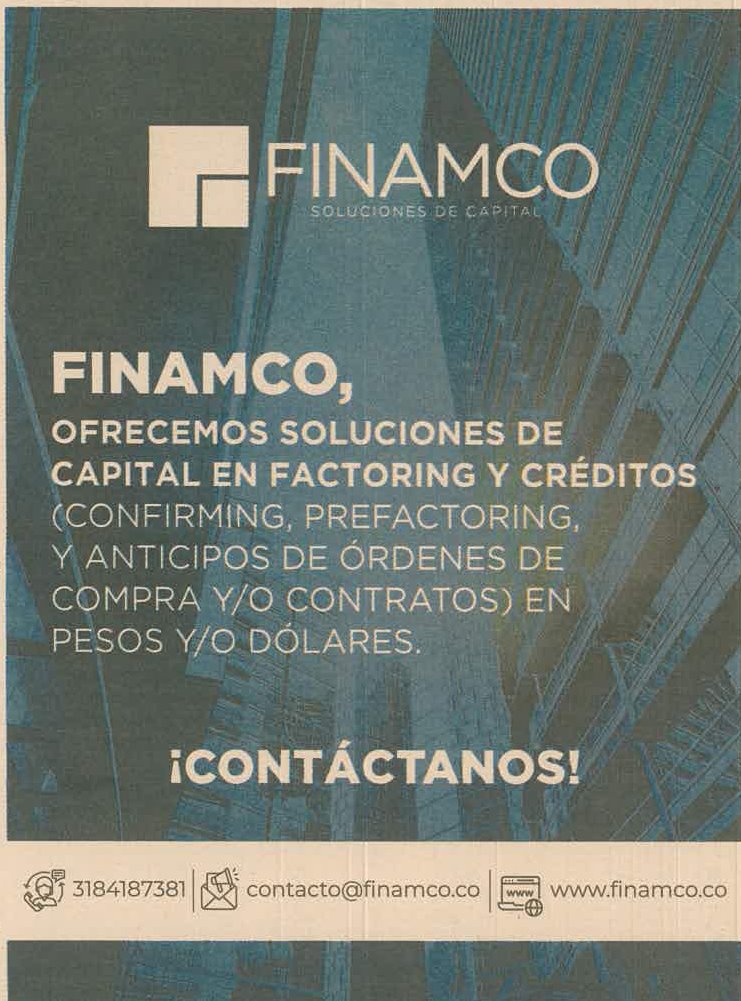 FINAMCO
SOLUCIONES DE CAPITAL
FINAMCO,
OFRECEMOS SOLUCIONES DE
CAPITAL EN FACTORING Y CRÉDITOS
(CONFIRMING, PREFACTORING,
Y ANTICIPOS DE ÓRDENES DE
COMPRA Y/O CONTRATOS) EN
PESOS Y/O DÓLARES.
¡CONTÁCTANOS!
3184187381
contacto@finamco.co
www
www.finamco.co